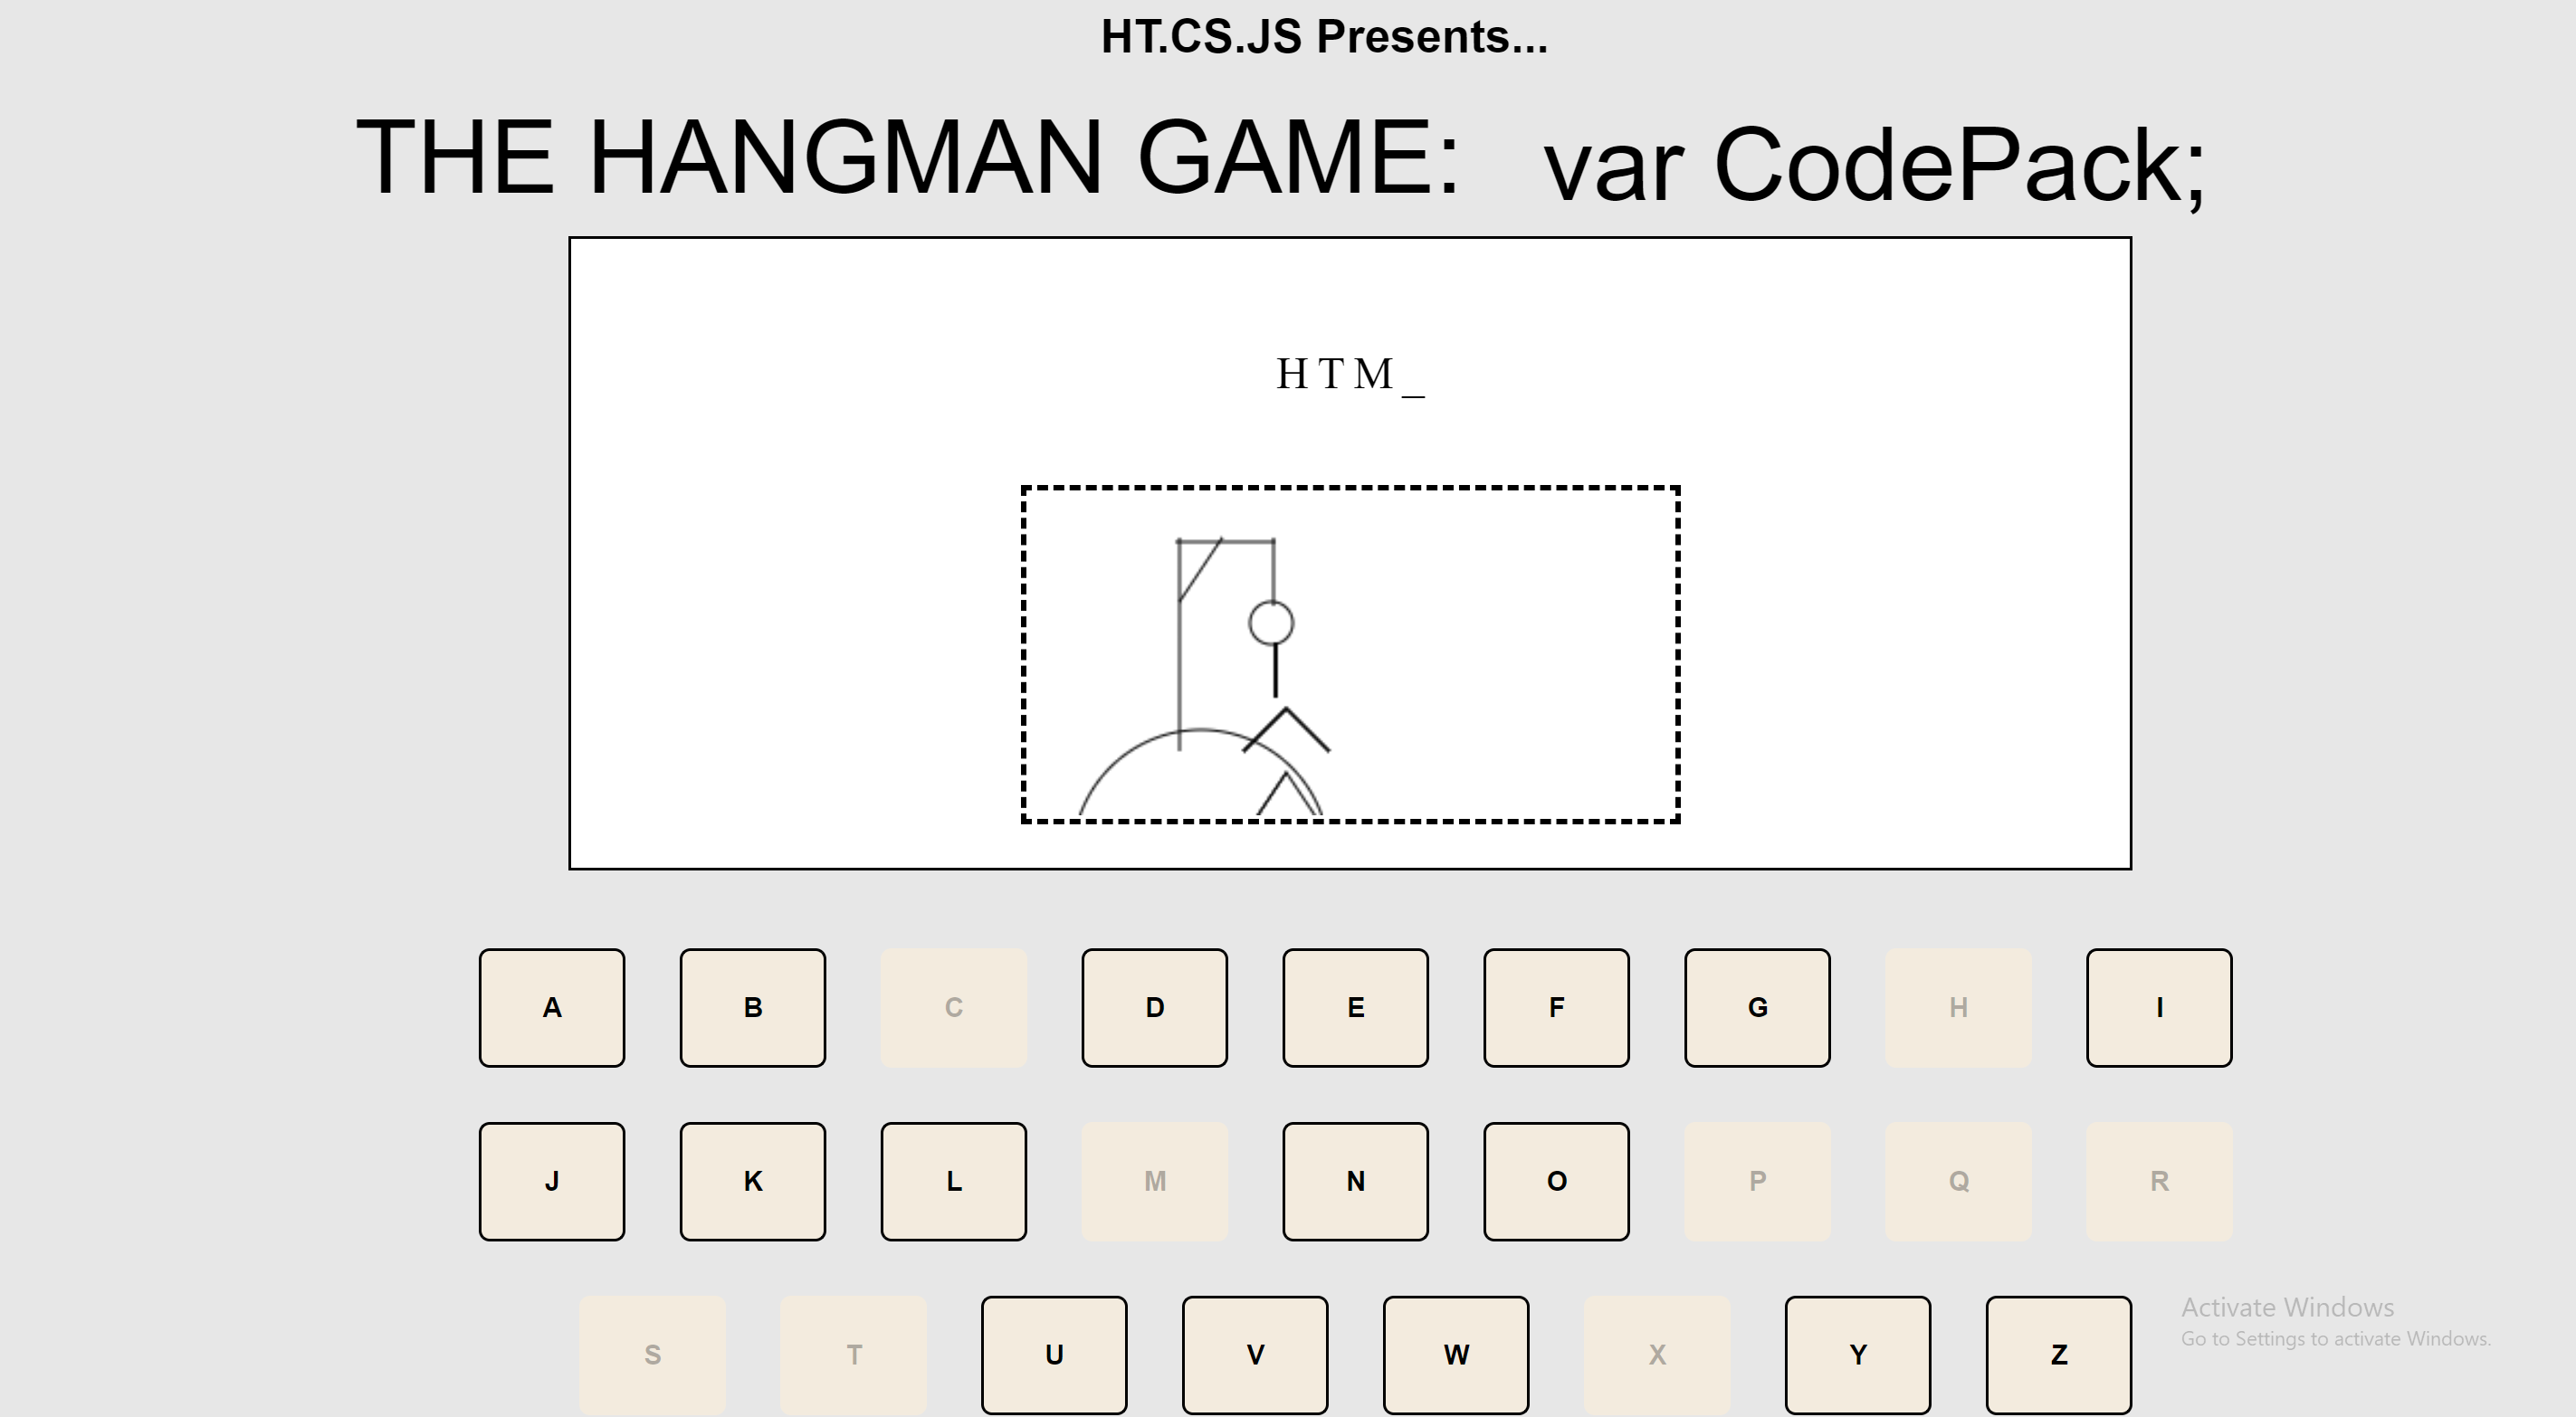 HT.CS.JS Presents...
THE HANGMAN GAME: var CodePack;
H T M _
A B C D E F G H I
J K L M N O P Q R
S T U V W X Y Z
Activate Windows
Go to Settings to activate Windows.